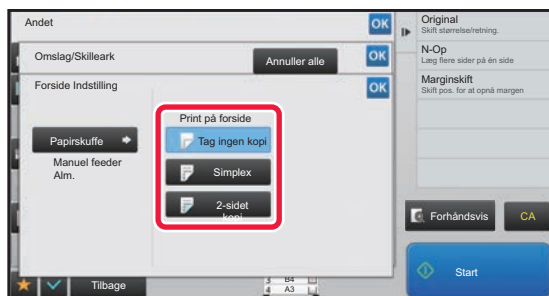 Andet
OK
Omslag/Skilleark
Annuller alle
OK
Forside Indstilling
OK
Print på forside
Papirskuffe
Tag ingen kopi
Manuel feeder
Alm.
Simplex
2-sidet
kopi
Tilbage
B4
4 A3
Original
Skift størrelse/retning.
N-Op
Læg flere sider på én side
Marginskift
Skift pos. for at opnå margen
Forhåndsvis
CA
Start